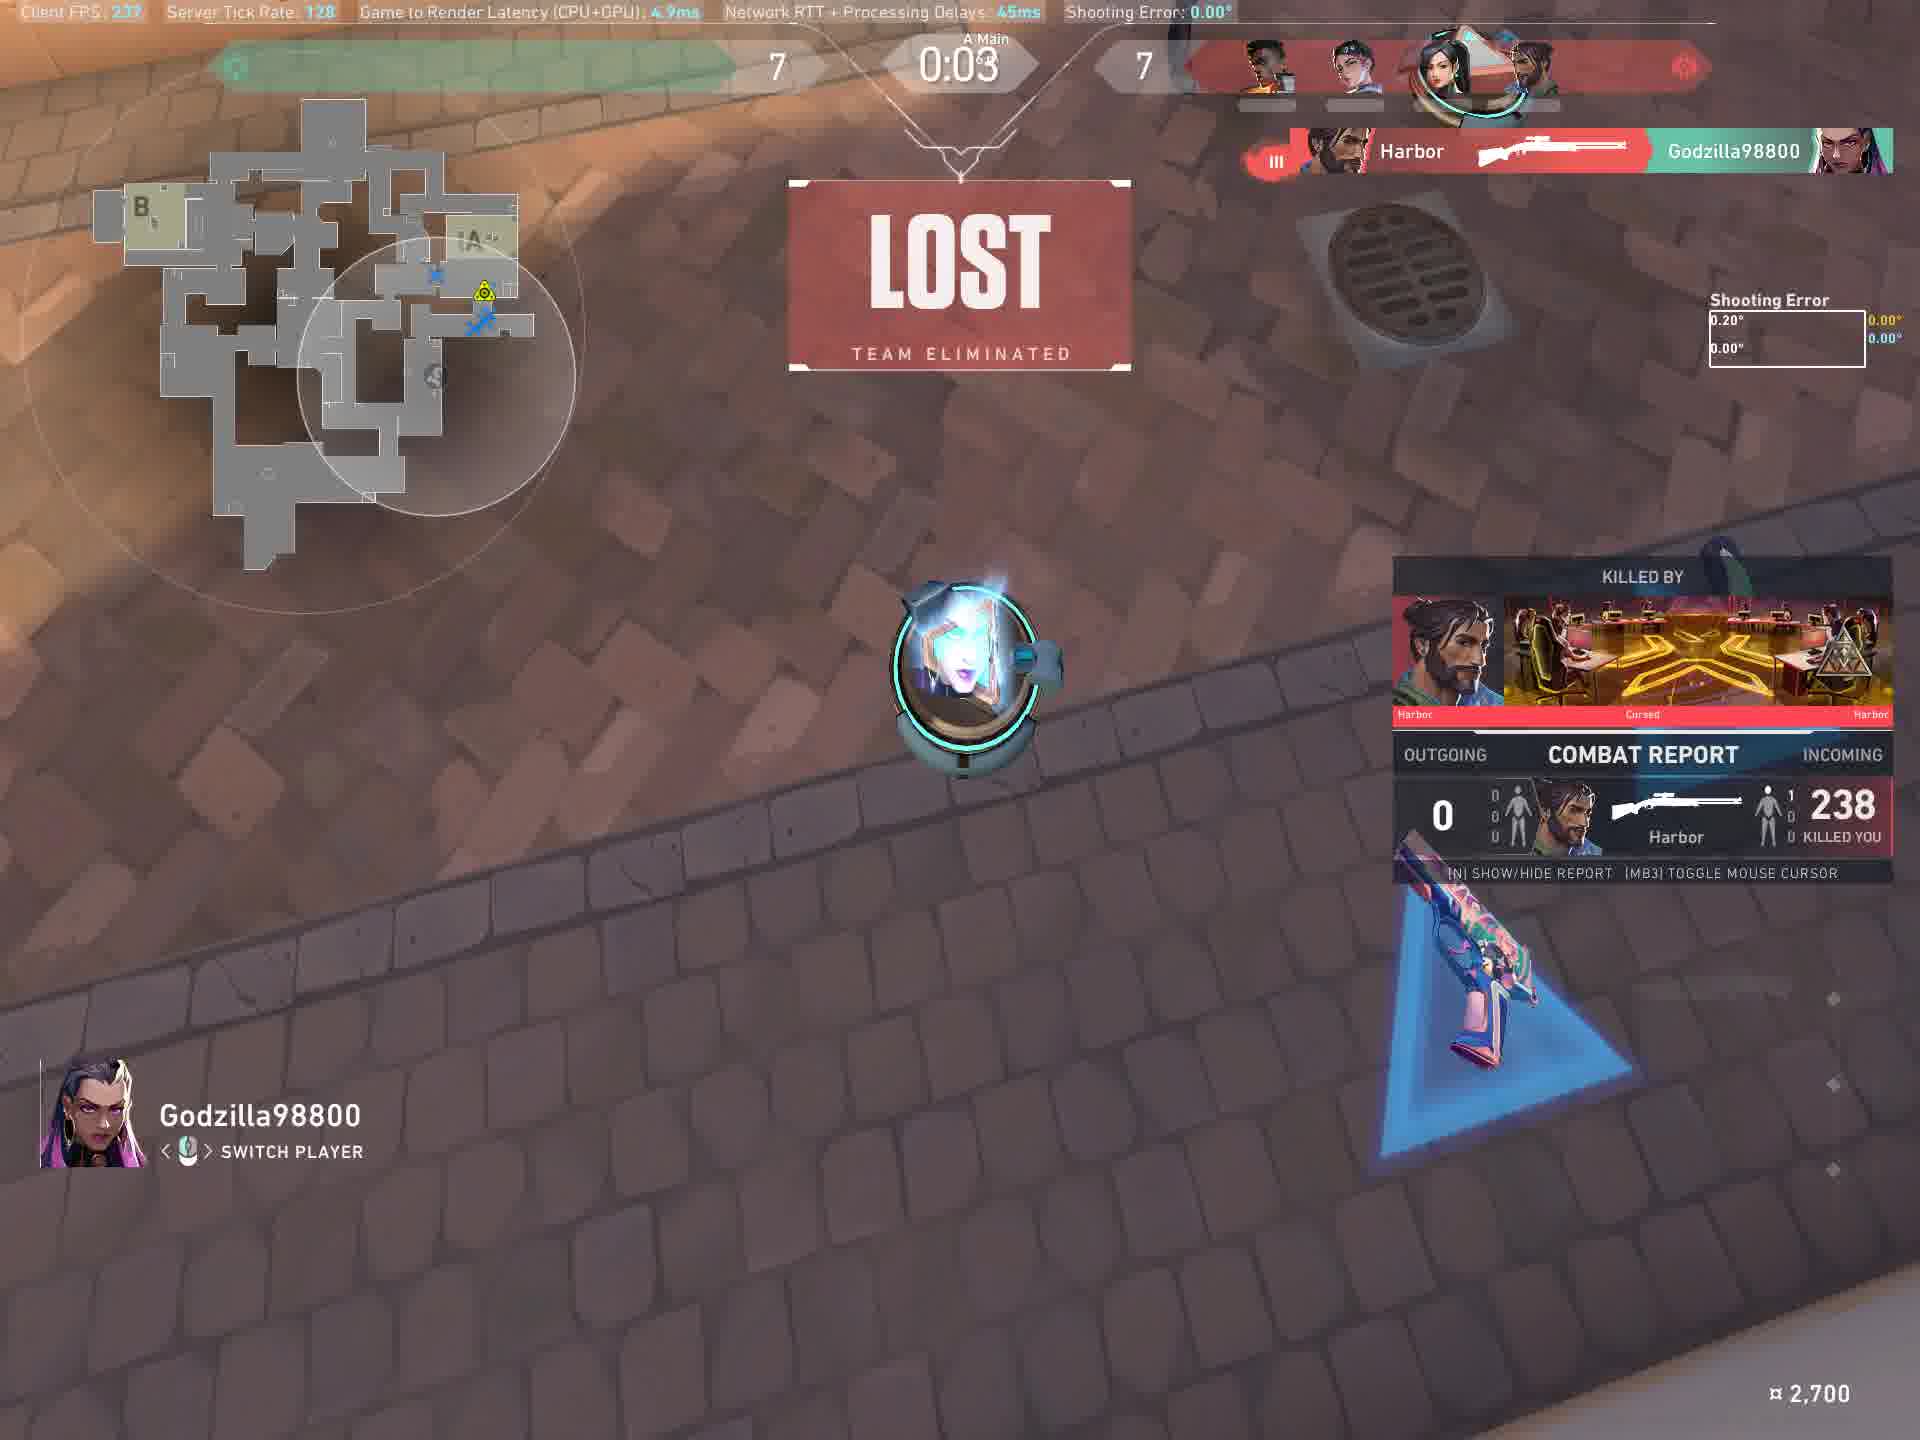 Client FPS: 237 Server Tick Rate: 128 Game to Render Latency (CPU+GPU): 4.9ms Network RTT + Processing Delays: 45ms Shooting Error: 0.00°
A Main
7 0:03 7
Harbor Godzilla98800
LOST
TEAM ELIMINATED
B
A
Shooting Error
0.20° 0.00°
0.00°
0.00°
KILLED BY
Harbor Cursed Harbor
OUTGOING COMBAT REPORT INCOMING
0 0 0 0 Harbor 1 0 0 238 KILLED YOU
[N] SHOW/HIDE REPORT [MB3] TOGGLE MOUSE CURSOR
Godzilla98800
< > SWITCH PLAYER
¤ 2,700